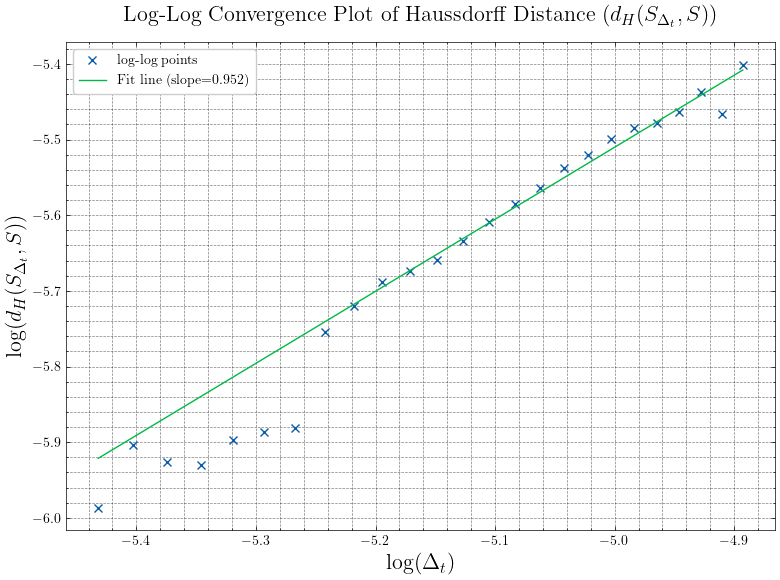 Log-Log Convergence Plot of Haussdorff Distance (d_H(S_{Δ_t}, S))
log-log points
Fit line (slope=0.952)
−5.4
−5.5
−5.6
−5.7
−5.8
−5.9
−6.0
log(d_H(S_{Δ_t}, S))
−5.4 −5.3 −5.2 −5.1 −5.0 −4.9
log(Δ_t)